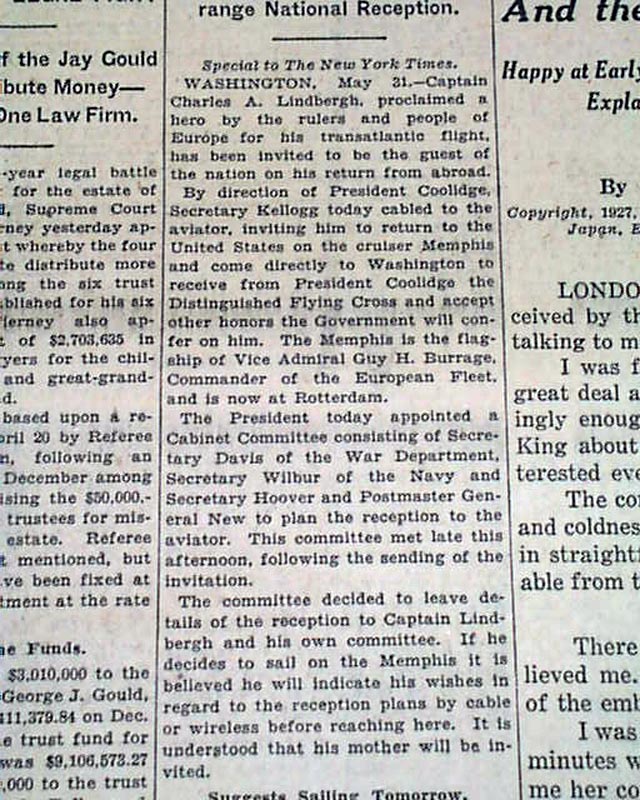 f the Jay Gould
ibute Money—
One Law Firm.
-year legal battle
for the estate of
Supreme Court
ney yesterday ap-
t whereby the four
te distribute more
ong the six trust
blished for his six
ierney also ap-
t of $2,703,635 in
yers for the chil-
and great-grand-
d.
based upon a re-
pril 20 by Referee
n, following an
December among
ising the $50,000,-
trustees for mis-
estate. Referee
t mentioned, but
ve been fixed at
tment at the rate
he Funds.
$3,010,000 to the
George J. Gould,
411,379.84 on Dec.
e trust fund for
was $9,106,573.27
,000 to the trust
range National Reception.
Special to The New York Times.
WASHINGTON, May 31.—Captain
Charles A. Lindbergh, proclaimed a
hero by the rulers and people of
Europe for his transatlantic flight,
has been invited to be the guest of
the nation on his return from abroad.
By direction of President Coolidge,
Secretary Kellogg today cabled to the
aviator, inviting him to return to the
United States on the cruiser Memphis
and come directly to Washington to
receive from President Coolidge the
Distinguished Flying Cross and accept
other honors the Government will con-
fer on him. The Memphis is the flag-
ship of Vice Admiral Guy H. Burrage,
Commander of the European Fleet,
and is now at Rotterdam.
The President today appointed a
Cabinet Committee consisting of Secre-
tary Davis of the War Department,
Secretary Wilbur of the Navy and
Secretary Hoover and Postmaster Gen-
eral New to plan the reception to the
aviator. This committee met late this
afternoon, following the sending of the
invitation.
The committee decided to leave de-
tails of the reception to Captain Lind-
bergh and his own committee. If he
decides to sail on the Memphis it is
believed he will indicate his wishes in
regard to the reception plans by cable
or wireless before reaching here. It is
understood that his mother will be in-
vited.
Suggests Sailing Tomorrow.
And the
Happy at Early
Expla
By
Copyright, 1927,
Japan, E
LONDO
ceived by th
talking to m
I was f
great deal a
ingly enoug
King about
terested eve
The co
and coldnes
in straightf
able from t
There
lieved me.
of the emb
I was
minutes w
me her co